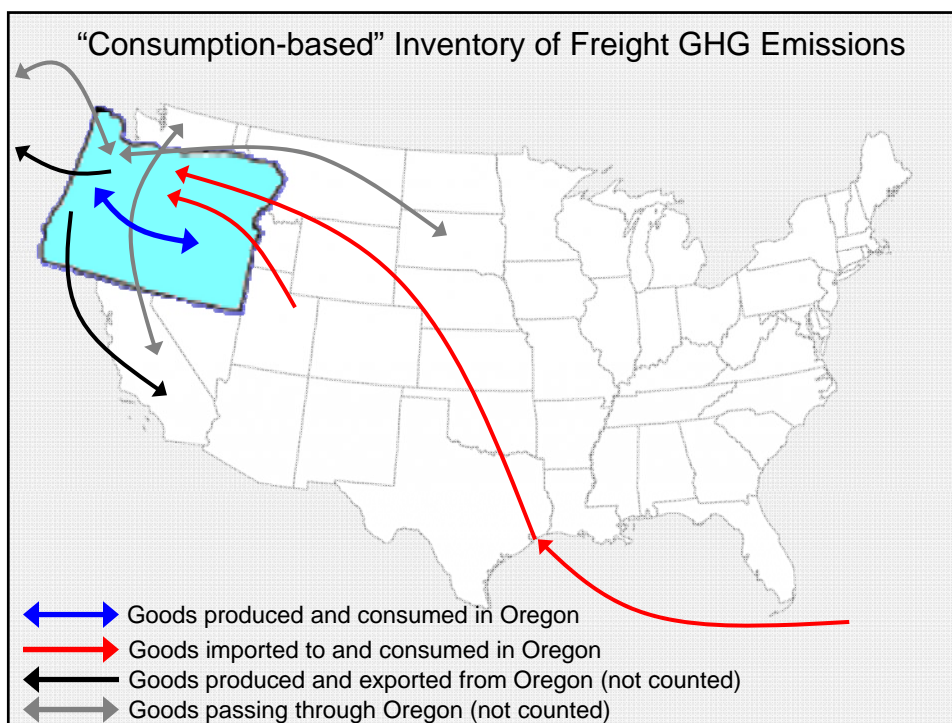 “Consumption-based” Inventory of Freight GHG Emissions
Goods produced and consumed in Oregon
Goods imported to and consumed in Oregon
Goods produced and exported from Oregon (not counted)
Goods passing through Oregon (not counted)